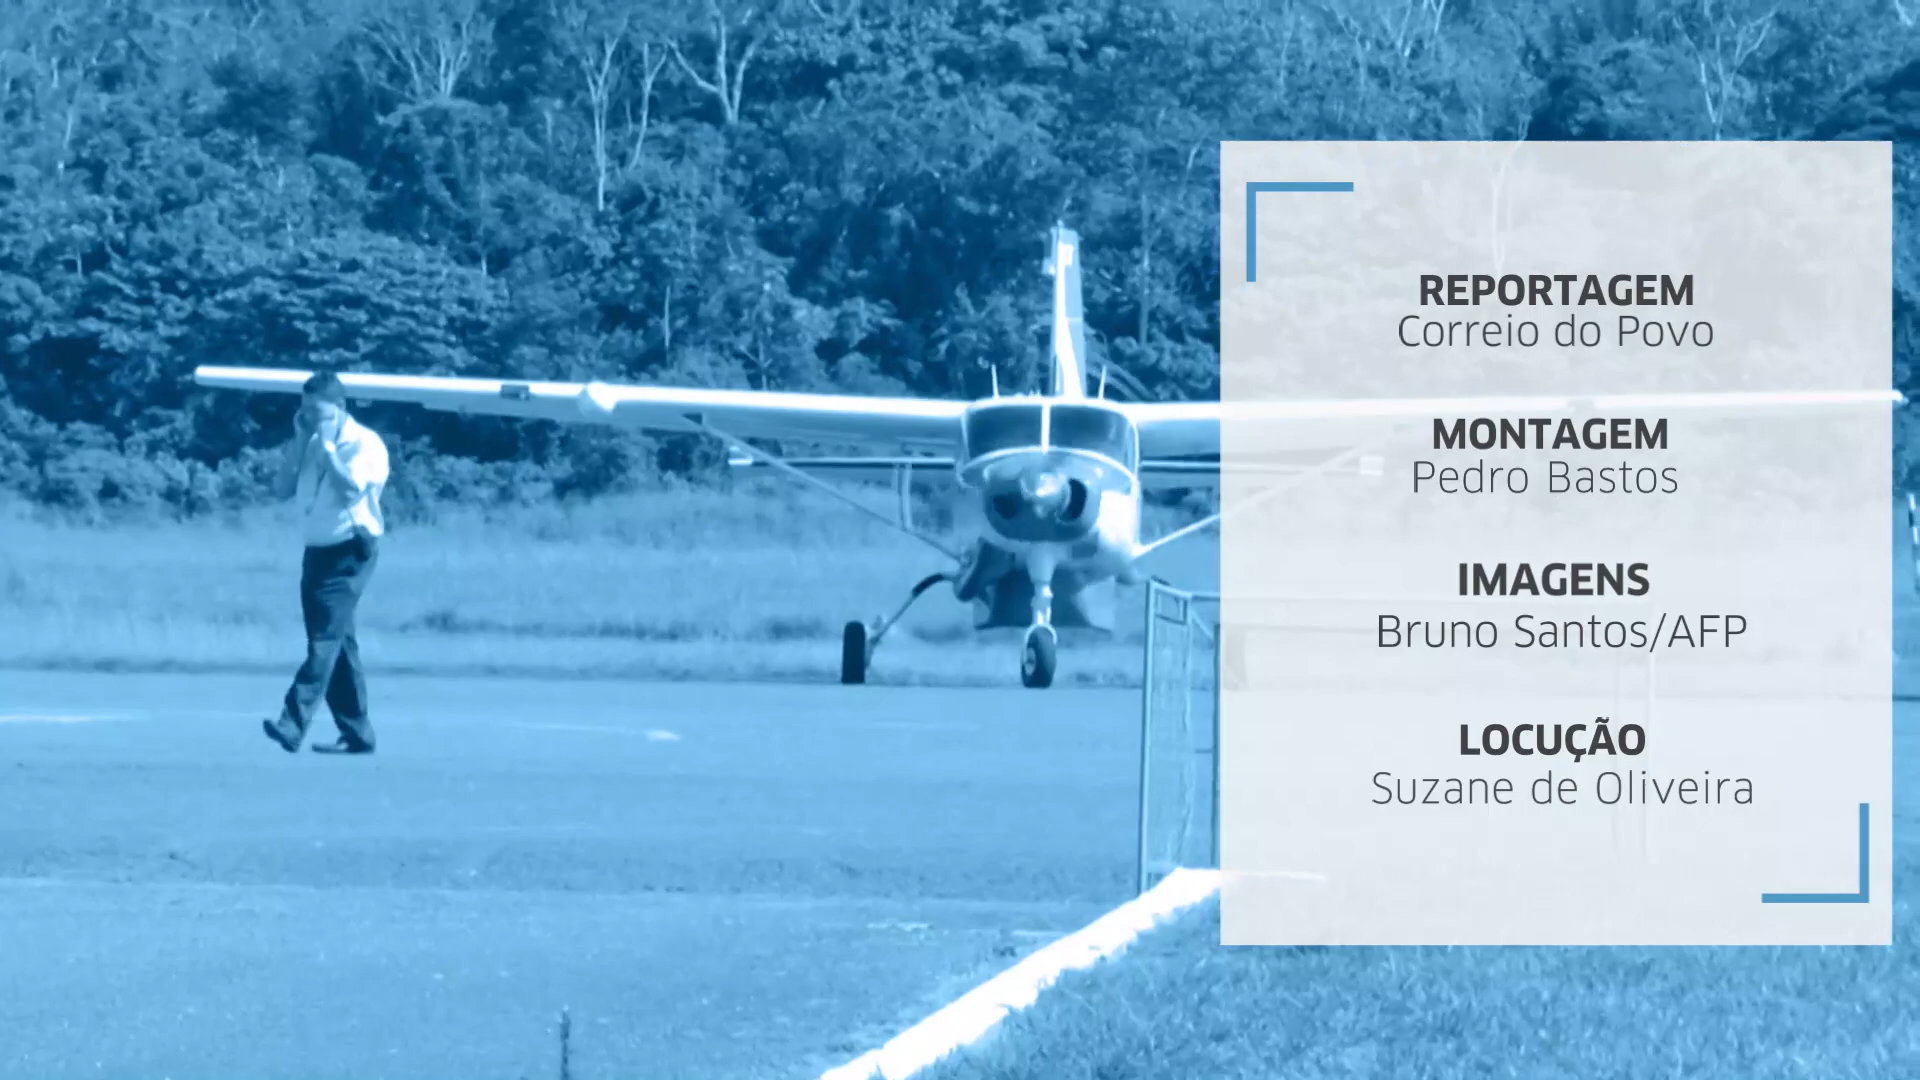 REPORTAGEM
Correio do Povo
MONTAGEM
Pedro Bastos
IMAGENS
Bruno Santos/AFP
LOCUÇÃO
Suzane de Oliveira